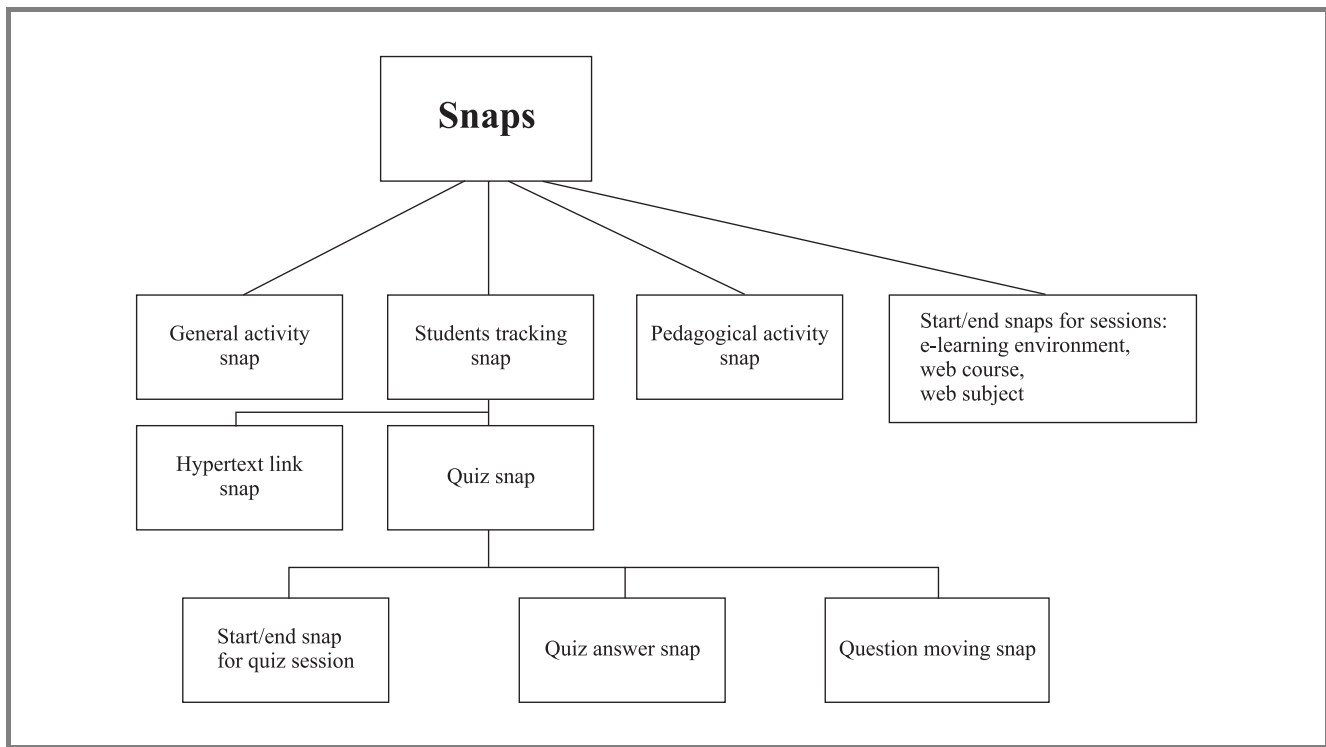 Snaps
General activity
snap
Students tracking
snap
Pedagogical activity
snap
Start/end snaps for sessions:
e-learning environment,
web course,
web subject
Hypertext link
snap
Quiz snap
Start/end snap
for quiz session
Quiz answer snap
Question moving snap